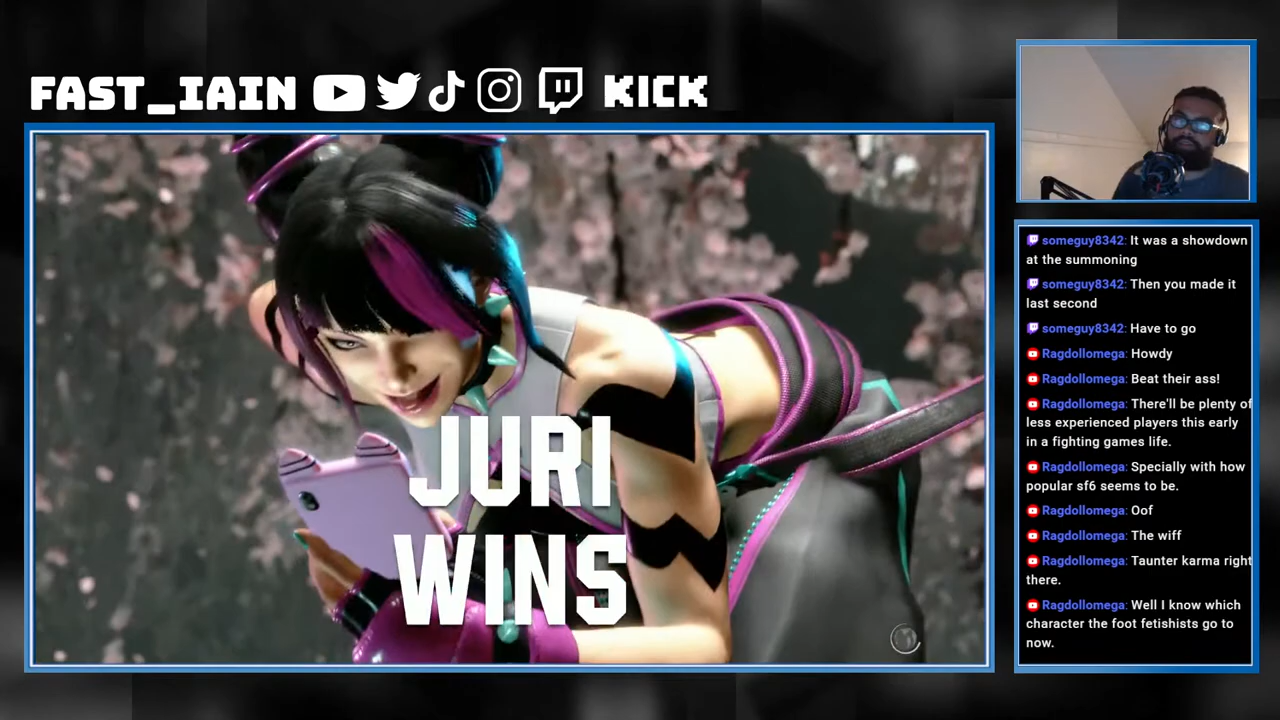 FAST_IAIN KICK
JURI
WINS
someguy8342: It was a showdown
at the summoning
someguy8342: Then you made it
last second
someguy8342: Have to go
RagdollOmega: Howdy
RagdollOmega: Beat their ass!
RagdollOmega: There'll be plenty of
less experienced players this early
in a fighting games life.
RagdollOmega: Specially with how
popular sf6 seems to be.
RagdollOmega: Oof
RagdollOmega: The wiff
RagdollOmega: Taunter karma right
there.
RagdollOmega: Well I know which
character the foot fetishists go to
now.